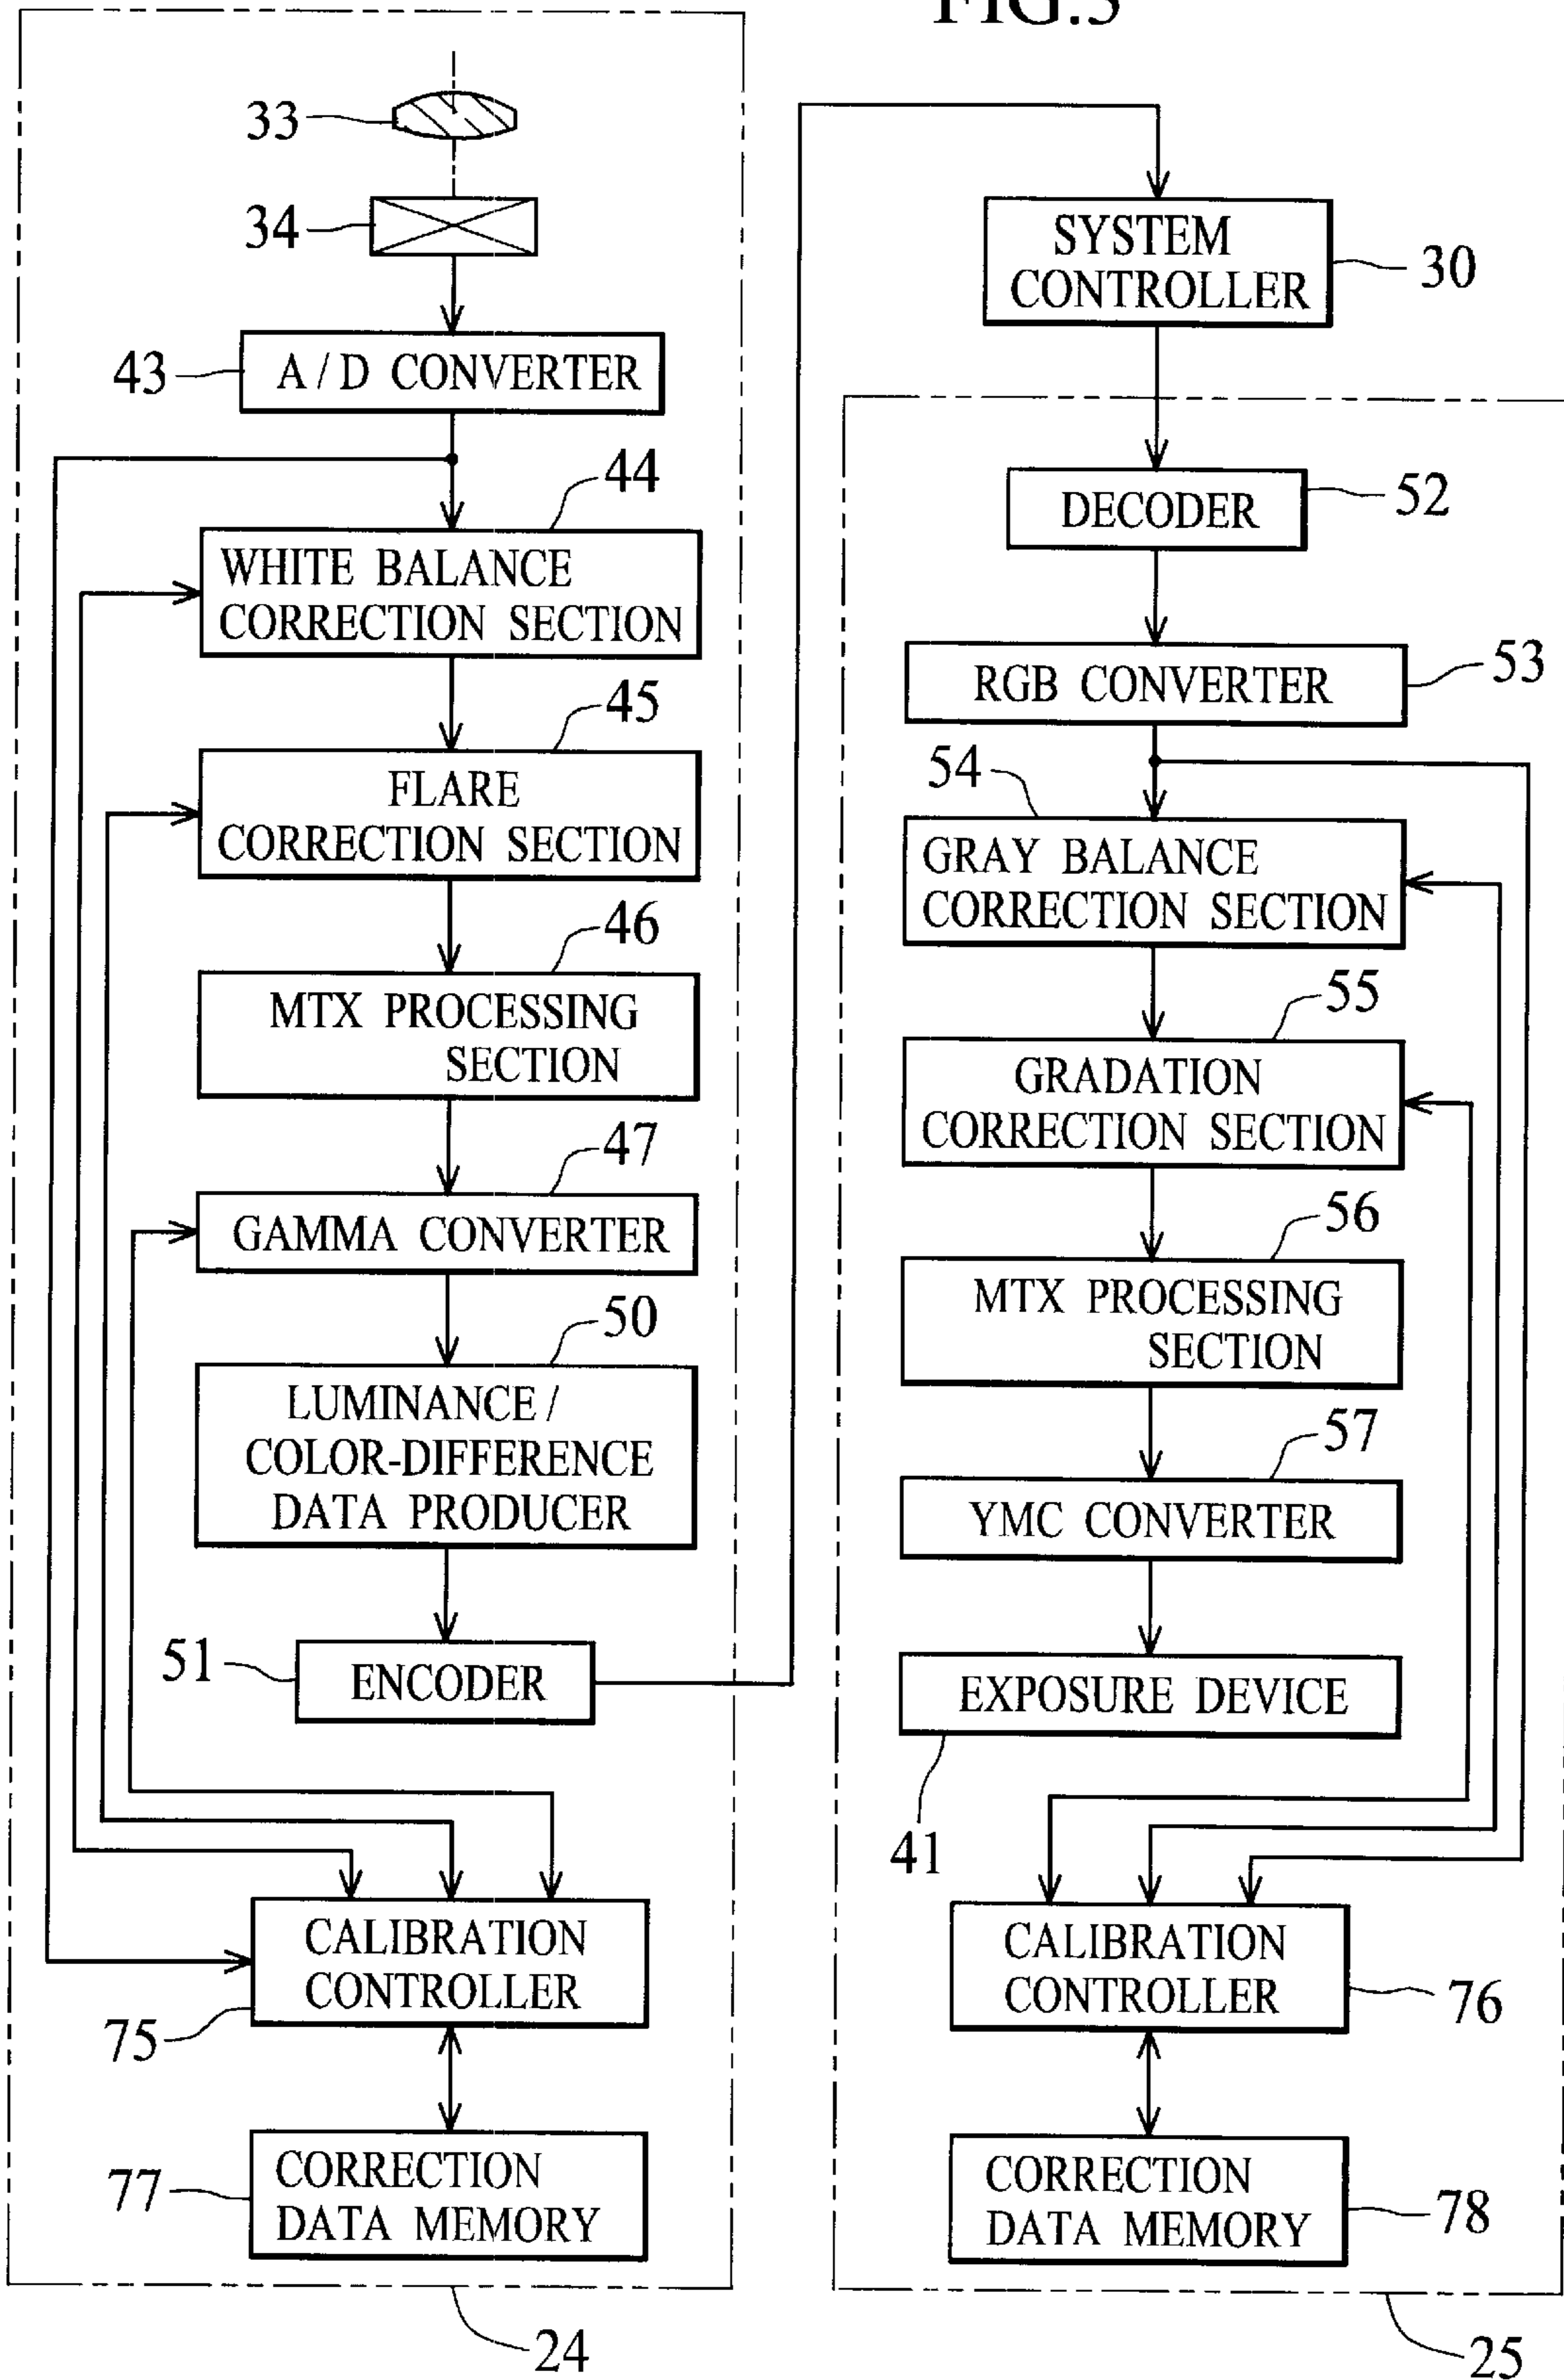 FIG.5
33
34
43
A/D CONVERTER
44
WHITE BALANCE
CORRECTION SECTION
45
FLARE
CORRECTION SECTION
46
MTX PROCESSING
SECTION
47
GAMMA CONVERTER
50
LUMINANCE/
COLOR-DIFFERENCE
DATA PRODUCER
51
ENCODER
CALIBRATION
CONTROLLER
75
77
CORRECTION
DATA MEMORY
24
SYSTEM
CONTROLLER
30
DECODER
52
RGB CONVERTER
53
54
GRAY BALANCE
CORRECTION SECTION
55
GRADATION
CORRECTION SECTION
56
MTX PROCESSING
SECTION
57
YMC CONVERTER
EXPOSURE DEVICE
41
CALIBRATION
CONTROLLER
76
CORRECTION
DATA MEMORY
78
25